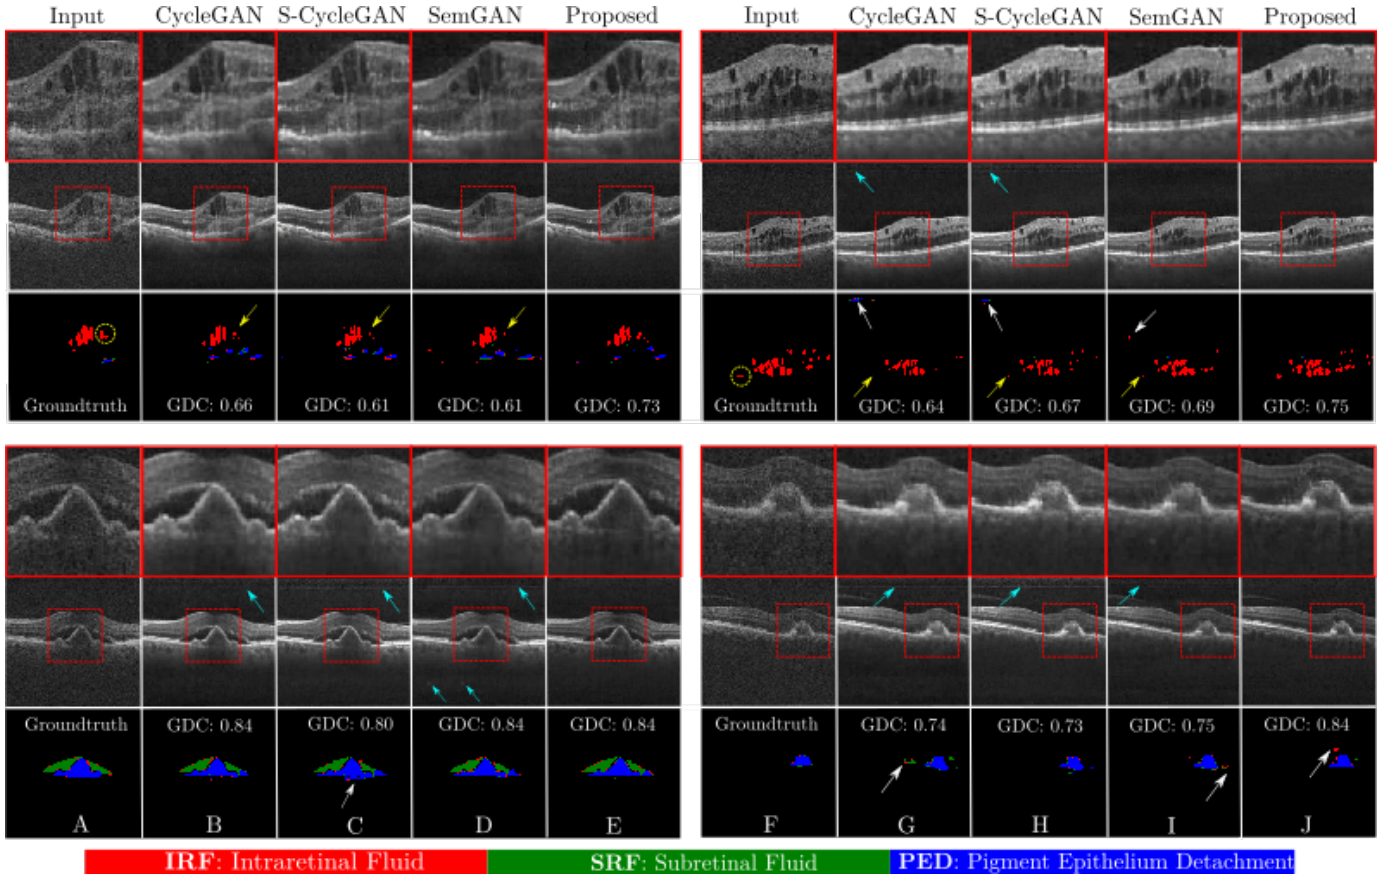 Input CycleGAN S-CycleGAN SemGAN Proposed Input CycleGAN S-CycleGAN SemGAN Proposed
Groundtruth GDC: 0.66 GDC: 0.61 GDC: 0.61 GDC: 0.73 Groundtruth GDC: 0.64 GDC: 0.67 GDC: 0.69 GDC: 0.75
Groundtruth GDC: 0.84 GDC: 0.80 GDC: 0.84 GDC: 0.84 Groundtruth GDC: 0.74 GDC: 0.73 GDC: 0.75 GDC: 0.84
A B C D E F G H I J
IRF: Intraretinal Fluid SRF: Subretinal Fluid PED: Pigment Epithelium Detachment